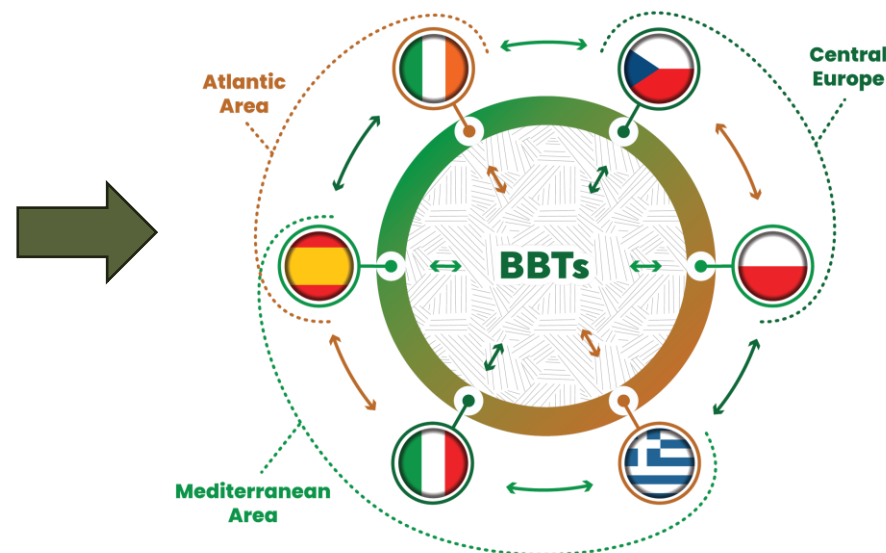 Atlantic
Area
Central
Europe
BBTs
Mediterranean
Area